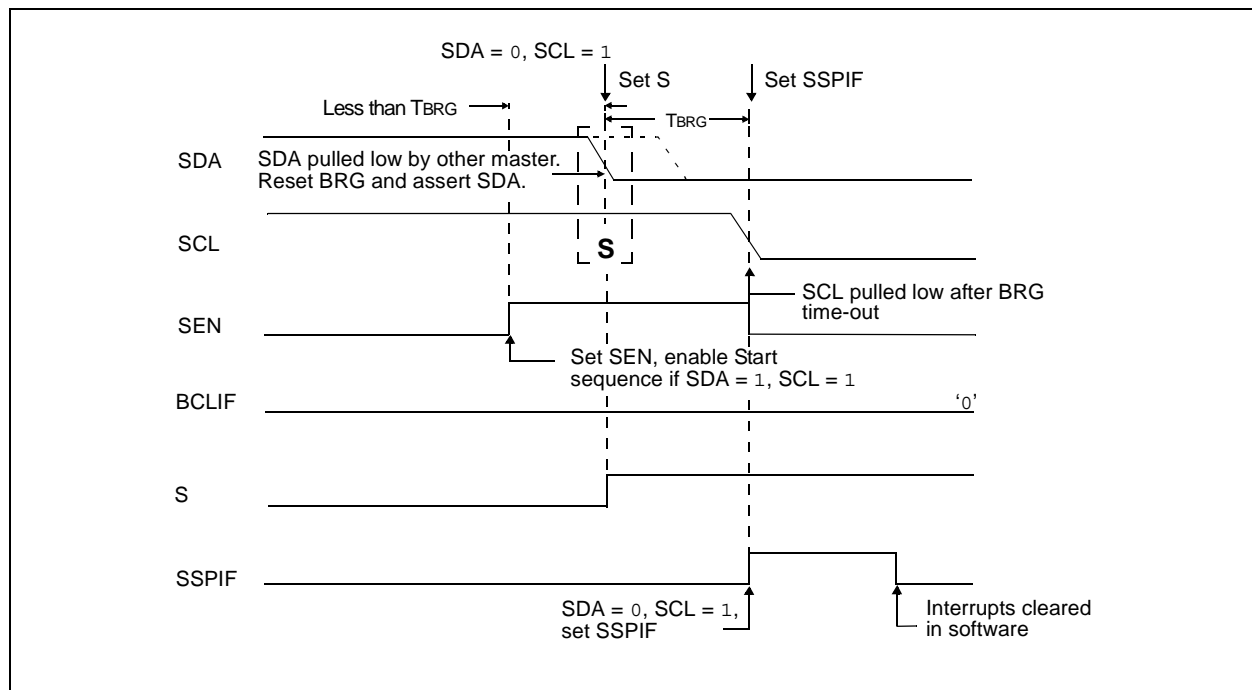 SDA = 0, SCL = 1
Set S
Set SSPIF
Less than TBRG
TBRG
SDA
SDA pulled low by other master.
Reset BRG and assert SDA.
SCL
S
SCL pulled low after BRG
time-out
SEN
Set SEN, enable Start
sequence if SDA = 1, SCL = 1
BCLIF
‘0’
S
SSPIF
SDA = 0, SCL = 1,
set SSPIF
Interrupts cleared
in software